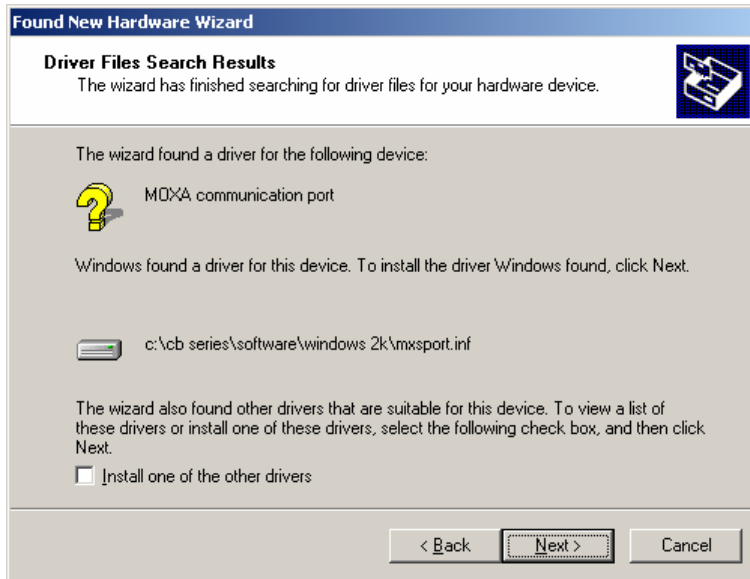 Found New Hardware Wizard
Driver Files Search Results
The wizard has finished searching for driver files for your hardware device.
The wizard found a driver for the following device:
MOXA communication port
Windows found a driver for this device. To install the driver Windows found, click Next.
c:\cb series\software\windows 2k\mxsport.inf
The wizard also found other drivers that are suitable for this device. To view a list of
these drivers or install one of these drivers, select the following check box, and then click
Next.
Install one of the other drivers
< Back
Next >
Cancel